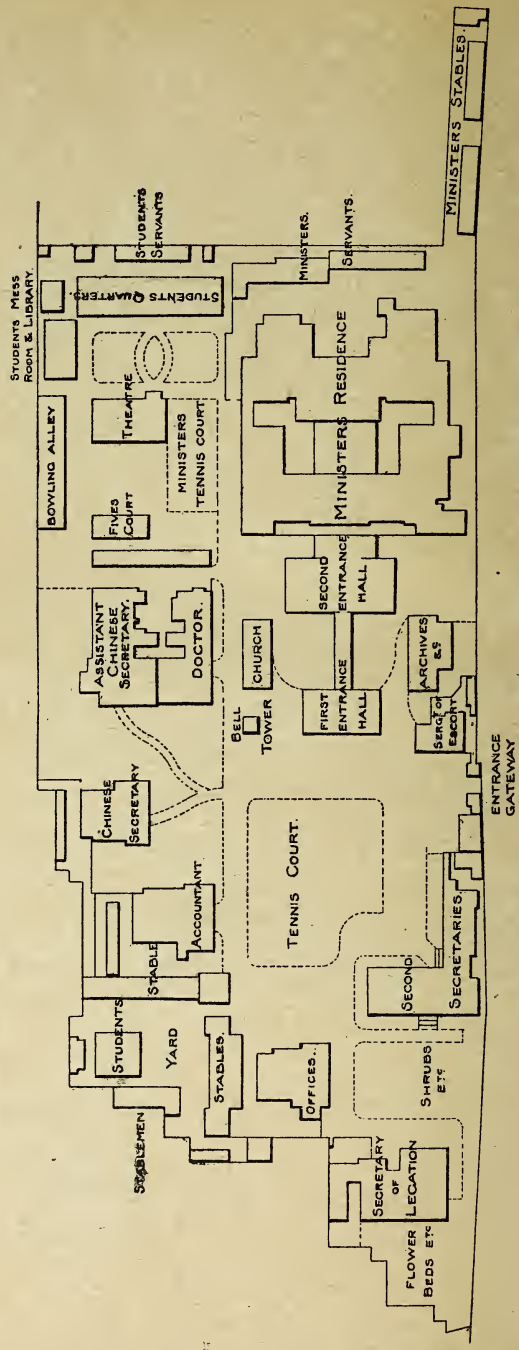 STUDENTS MESS
ROOM & LIBRARY.
STUDENTS
SERVANTS
STUDENTS QUARTERS.
BOWLING ALLEY
THEATRE
FIVES
COURT
MINISTERS
TENNIS COURT
MINISTERS.
SERVANTS.
MINISTERS STABLES.
MINISTERS RESIDENCE
ASSISTANT
CHINESE
SECRETARY.
DOCTOR.
CHURCH
SECOND
ENTRANCE
HALL
BELL
TOWER
FIRST
ENTRANCE
HALL
ARCHIVES
&c
SERGT OF
ESCORT
ENTRANCE
GATEWAY
CHINESE
SECRETARY
ACCOUNTANT
STABLE
TENNIS COURT.
STUDENTS
YARD
STABLES.
STABLEMEN
OFFICES.
SECOND
SECRETARIES.
SHRUBS
ETC
SECRETARY
OF
LEGATION
FLOWER
BEDS ETC